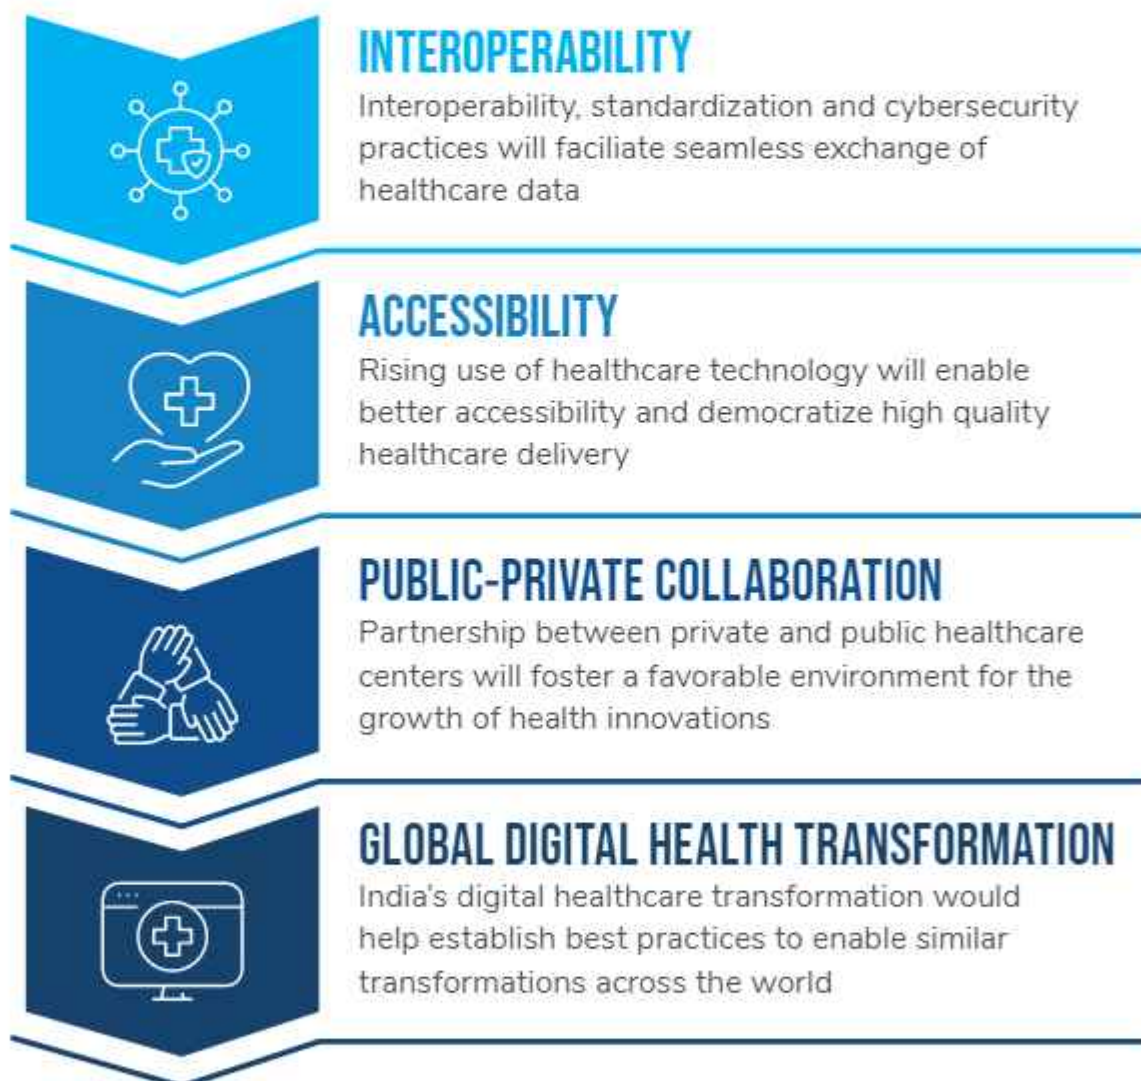 INTEROPERABILITY
Interoperability, standardization and cybersecurity
practices will faciliate seamless exchange of
healthcare data
ACCESSIBILITY
Rising use of healthcare technology will enable
better accessibility and democratize high quality
healthcare delivery
PUBLIC-PRIVATE COLLABORATION
Partnership between private and public healthcare
centers will foster a favorable environment for the
growth of health innovations
GLOBAL DIGITAL HEALTH TRANSFORMATION
India's digital healthcare transformation would
help establish best practices to enable similar
transformations across the world